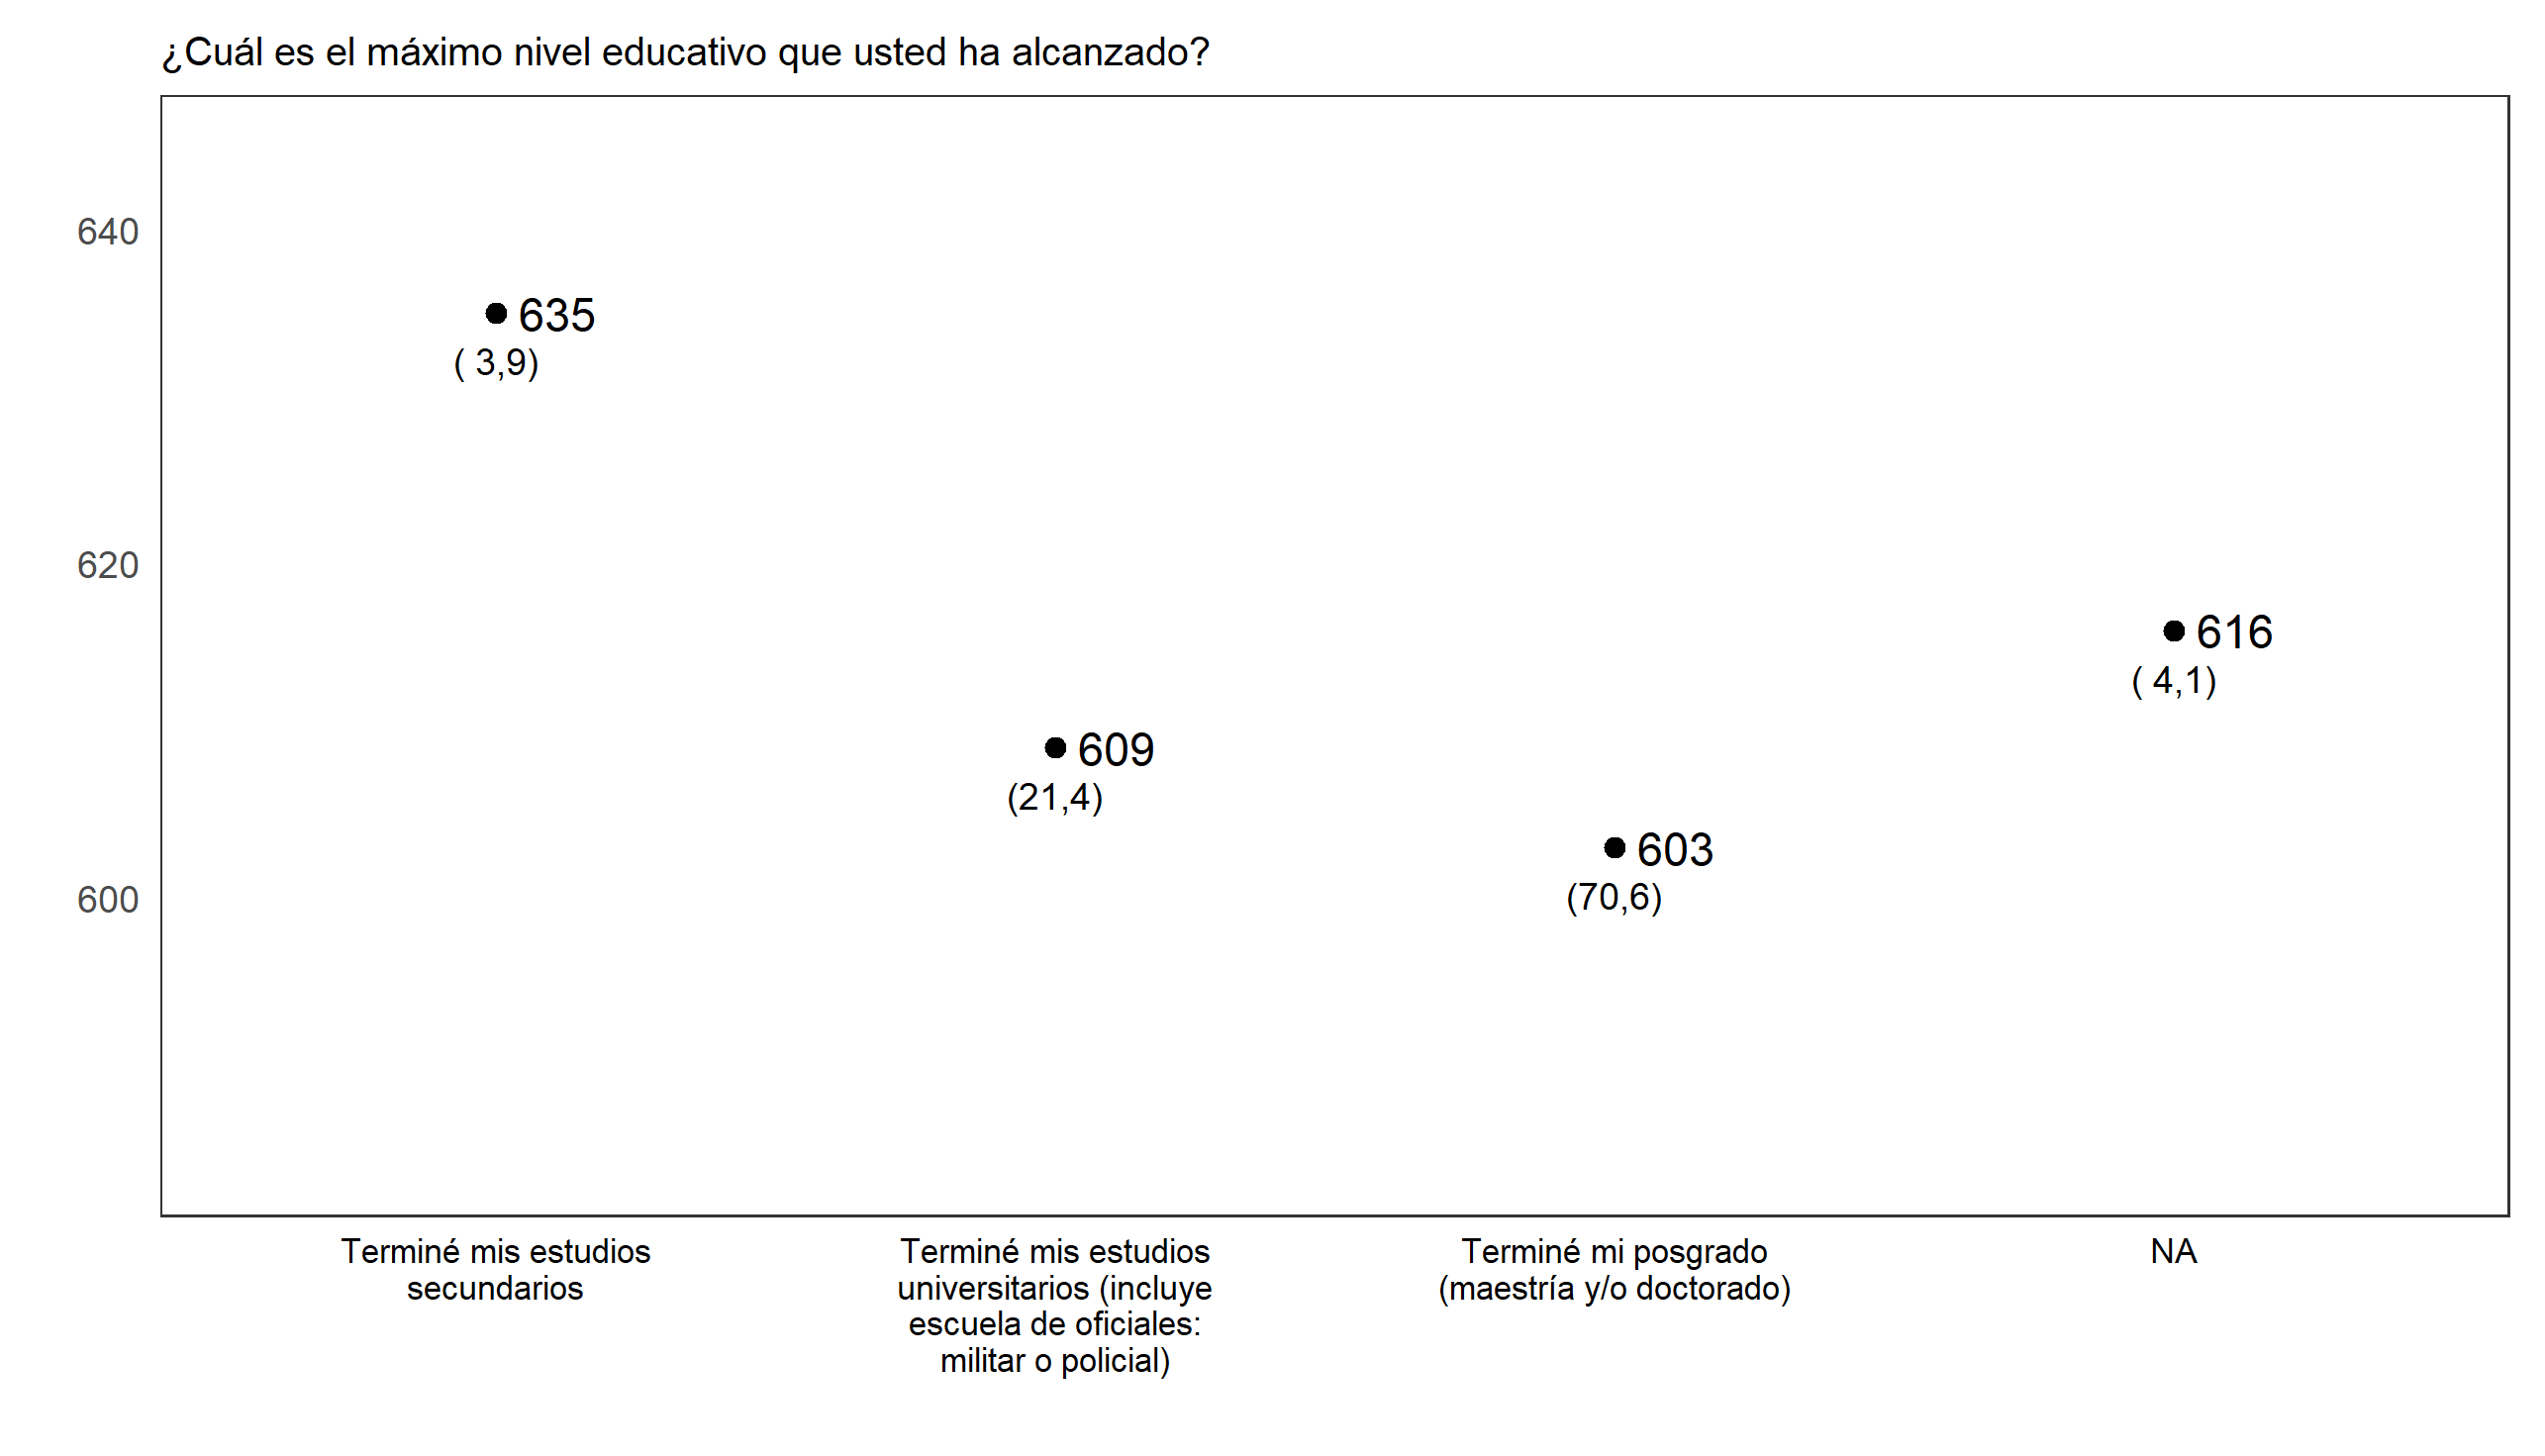 ¿Cuál es el máximo nivel educativo que usted ha alcanzado?
640
620
600
635
( 3,9)
609
(21,4)
603
(70,6)
616
( 4,1)
Terminé mis estudios
secundarios
Terminé mis estudios
universitarios (incluye
escuela de oficiales:
militar o policial)
Terminé mi posgrado
(maestría y/o doctorado)
NA